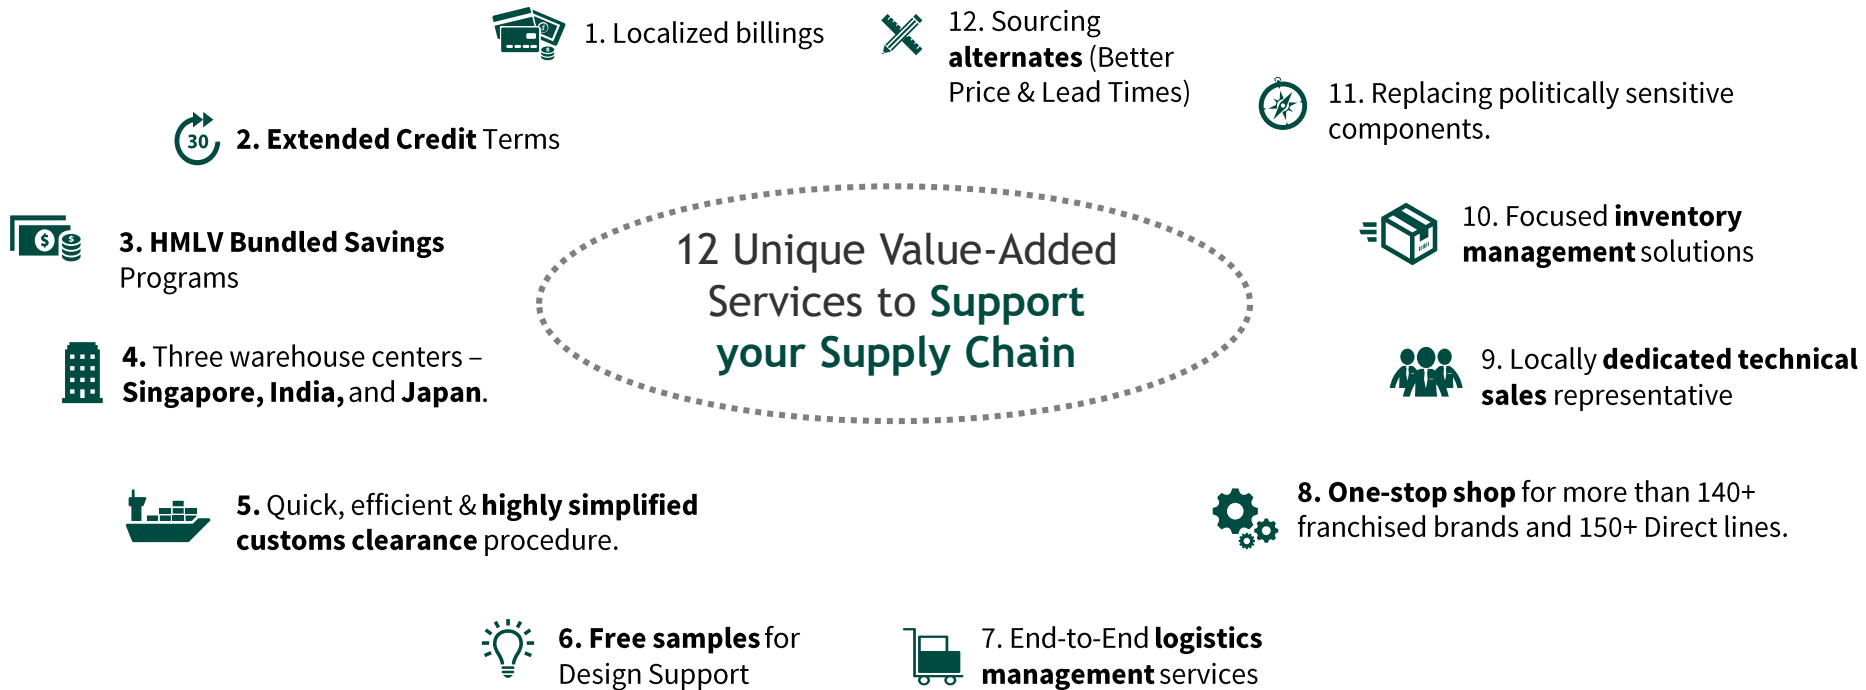 1. Localized billings
12. Sourcing
alternates (Better
Price & Lead Times)
11. Replacing politically sensitive
components.
30
2. Extended Credit Terms
3. HMLV Bundled Savings
Programs
12 Unique Value-Added
Services to Support
your Supply Chain
10. Focused inventory
management solutions
4. Three warehouse centers –
Singapore, India, and Japan.
9. Locally dedicated technical
sales representative
5. Quick, efficient & highly simplified
customs clearance procedure.
8. One-stop shop for more than 140+
franchised brands and 150+ Direct lines.
6. Free samples for
Design Support
7. End-to-End logistics
management services